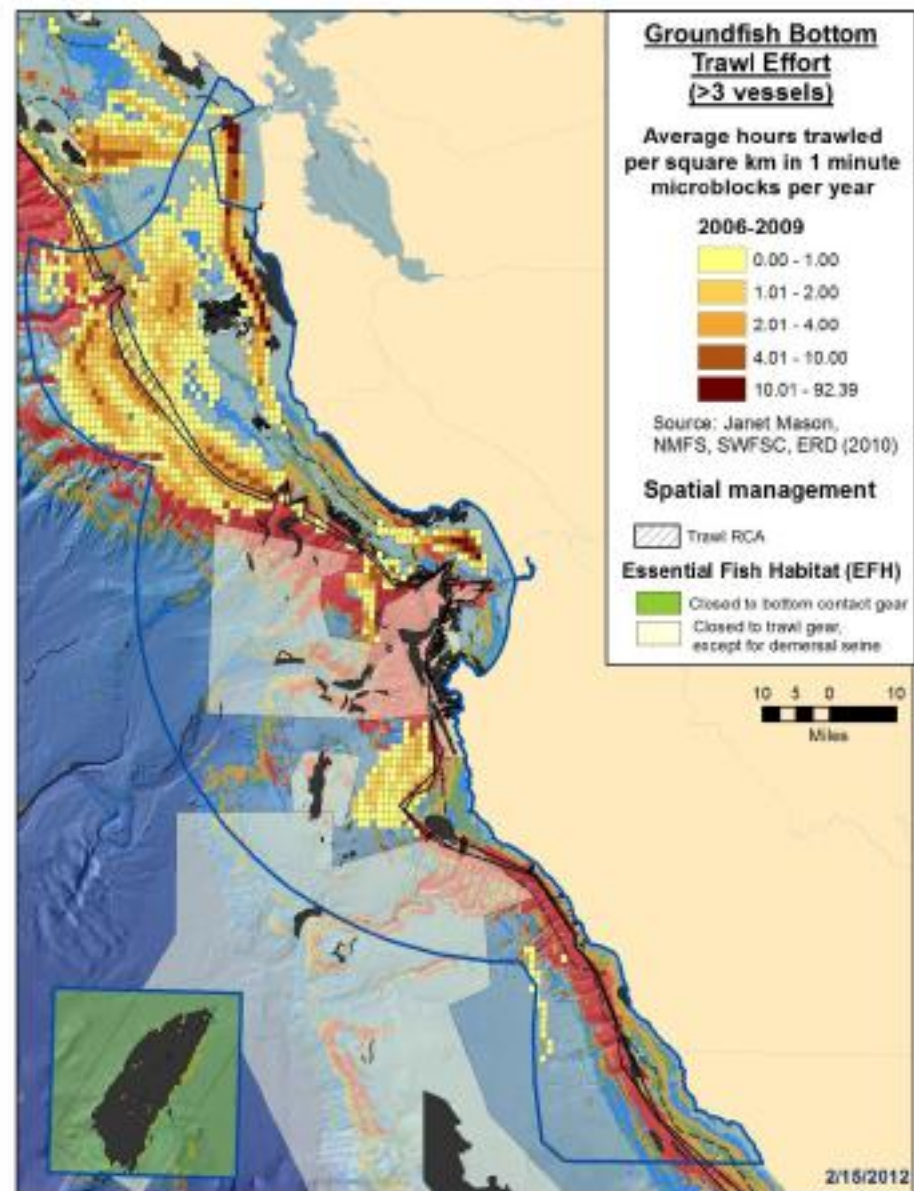 Groundfish Bottom
Trawl Effort
(>3 vessels)
Average hours trawled
per square km in 1 minute
microblocks per year
2006-2009
0.00 - 1.00
1.01 - 2.00
2.01 - 4.00
4.01 - 10.00
10.01 - 92.39
Source: Janet Mason,
NMFS, SWFSC, ERD (2010)
Spatial management
Trawl RCA
Essential Fish Habitat (EFH)
Closed to bottom contact gear
Closed to trawl gear,
except for demersal seine
10 5 0 10
Miles
2/15/2012